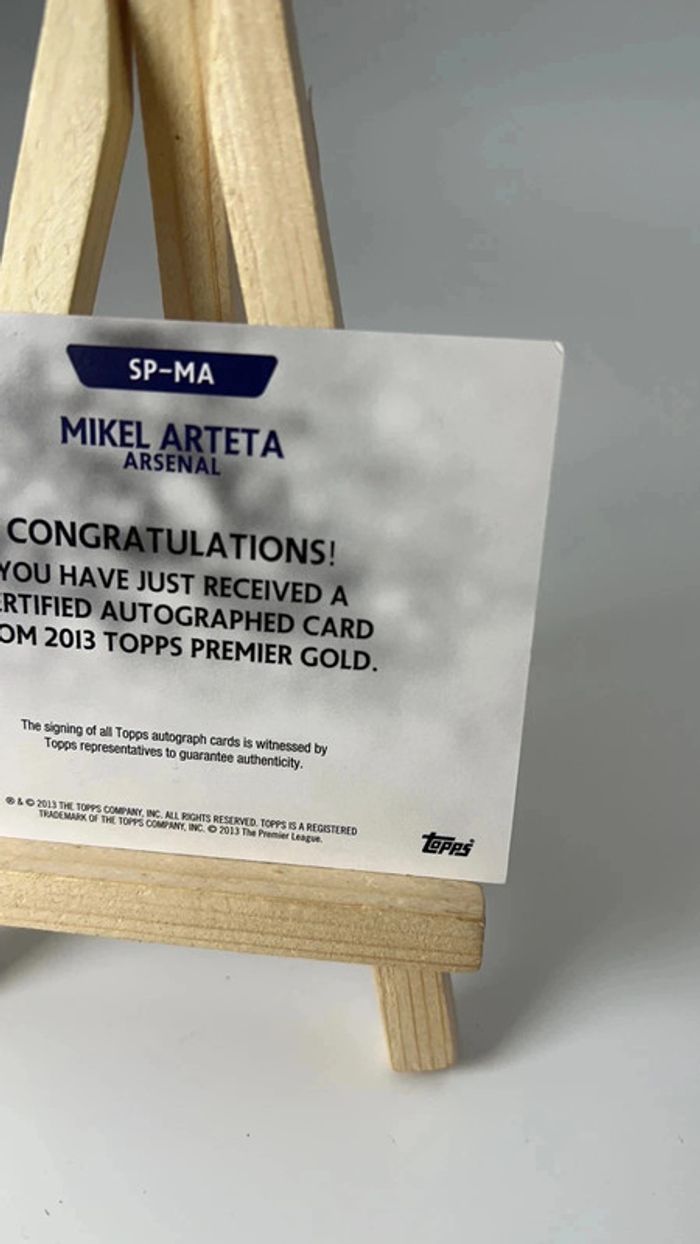 SP-MA
MIKEL ARTETA
ARSENAL
CONGRATULATIONS!
YOU HAVE JUST RECEIVED A
ERTIFIED AUTOGRAPHED CARD
OM 2013 TOPPS PREMIER GOLD.
The signing of all Topps autograph cards is witnessed by
Topps representatives to guarantee authenticity.
® & © 2013 THE TOPPS COMPANY, INC. ALL RIGHTS RESERVED. TOPPS IS A REGISTERED
TRADEMARK OF THE TOPPS COMPANY, INC. © 2013 The Premier League.
topps